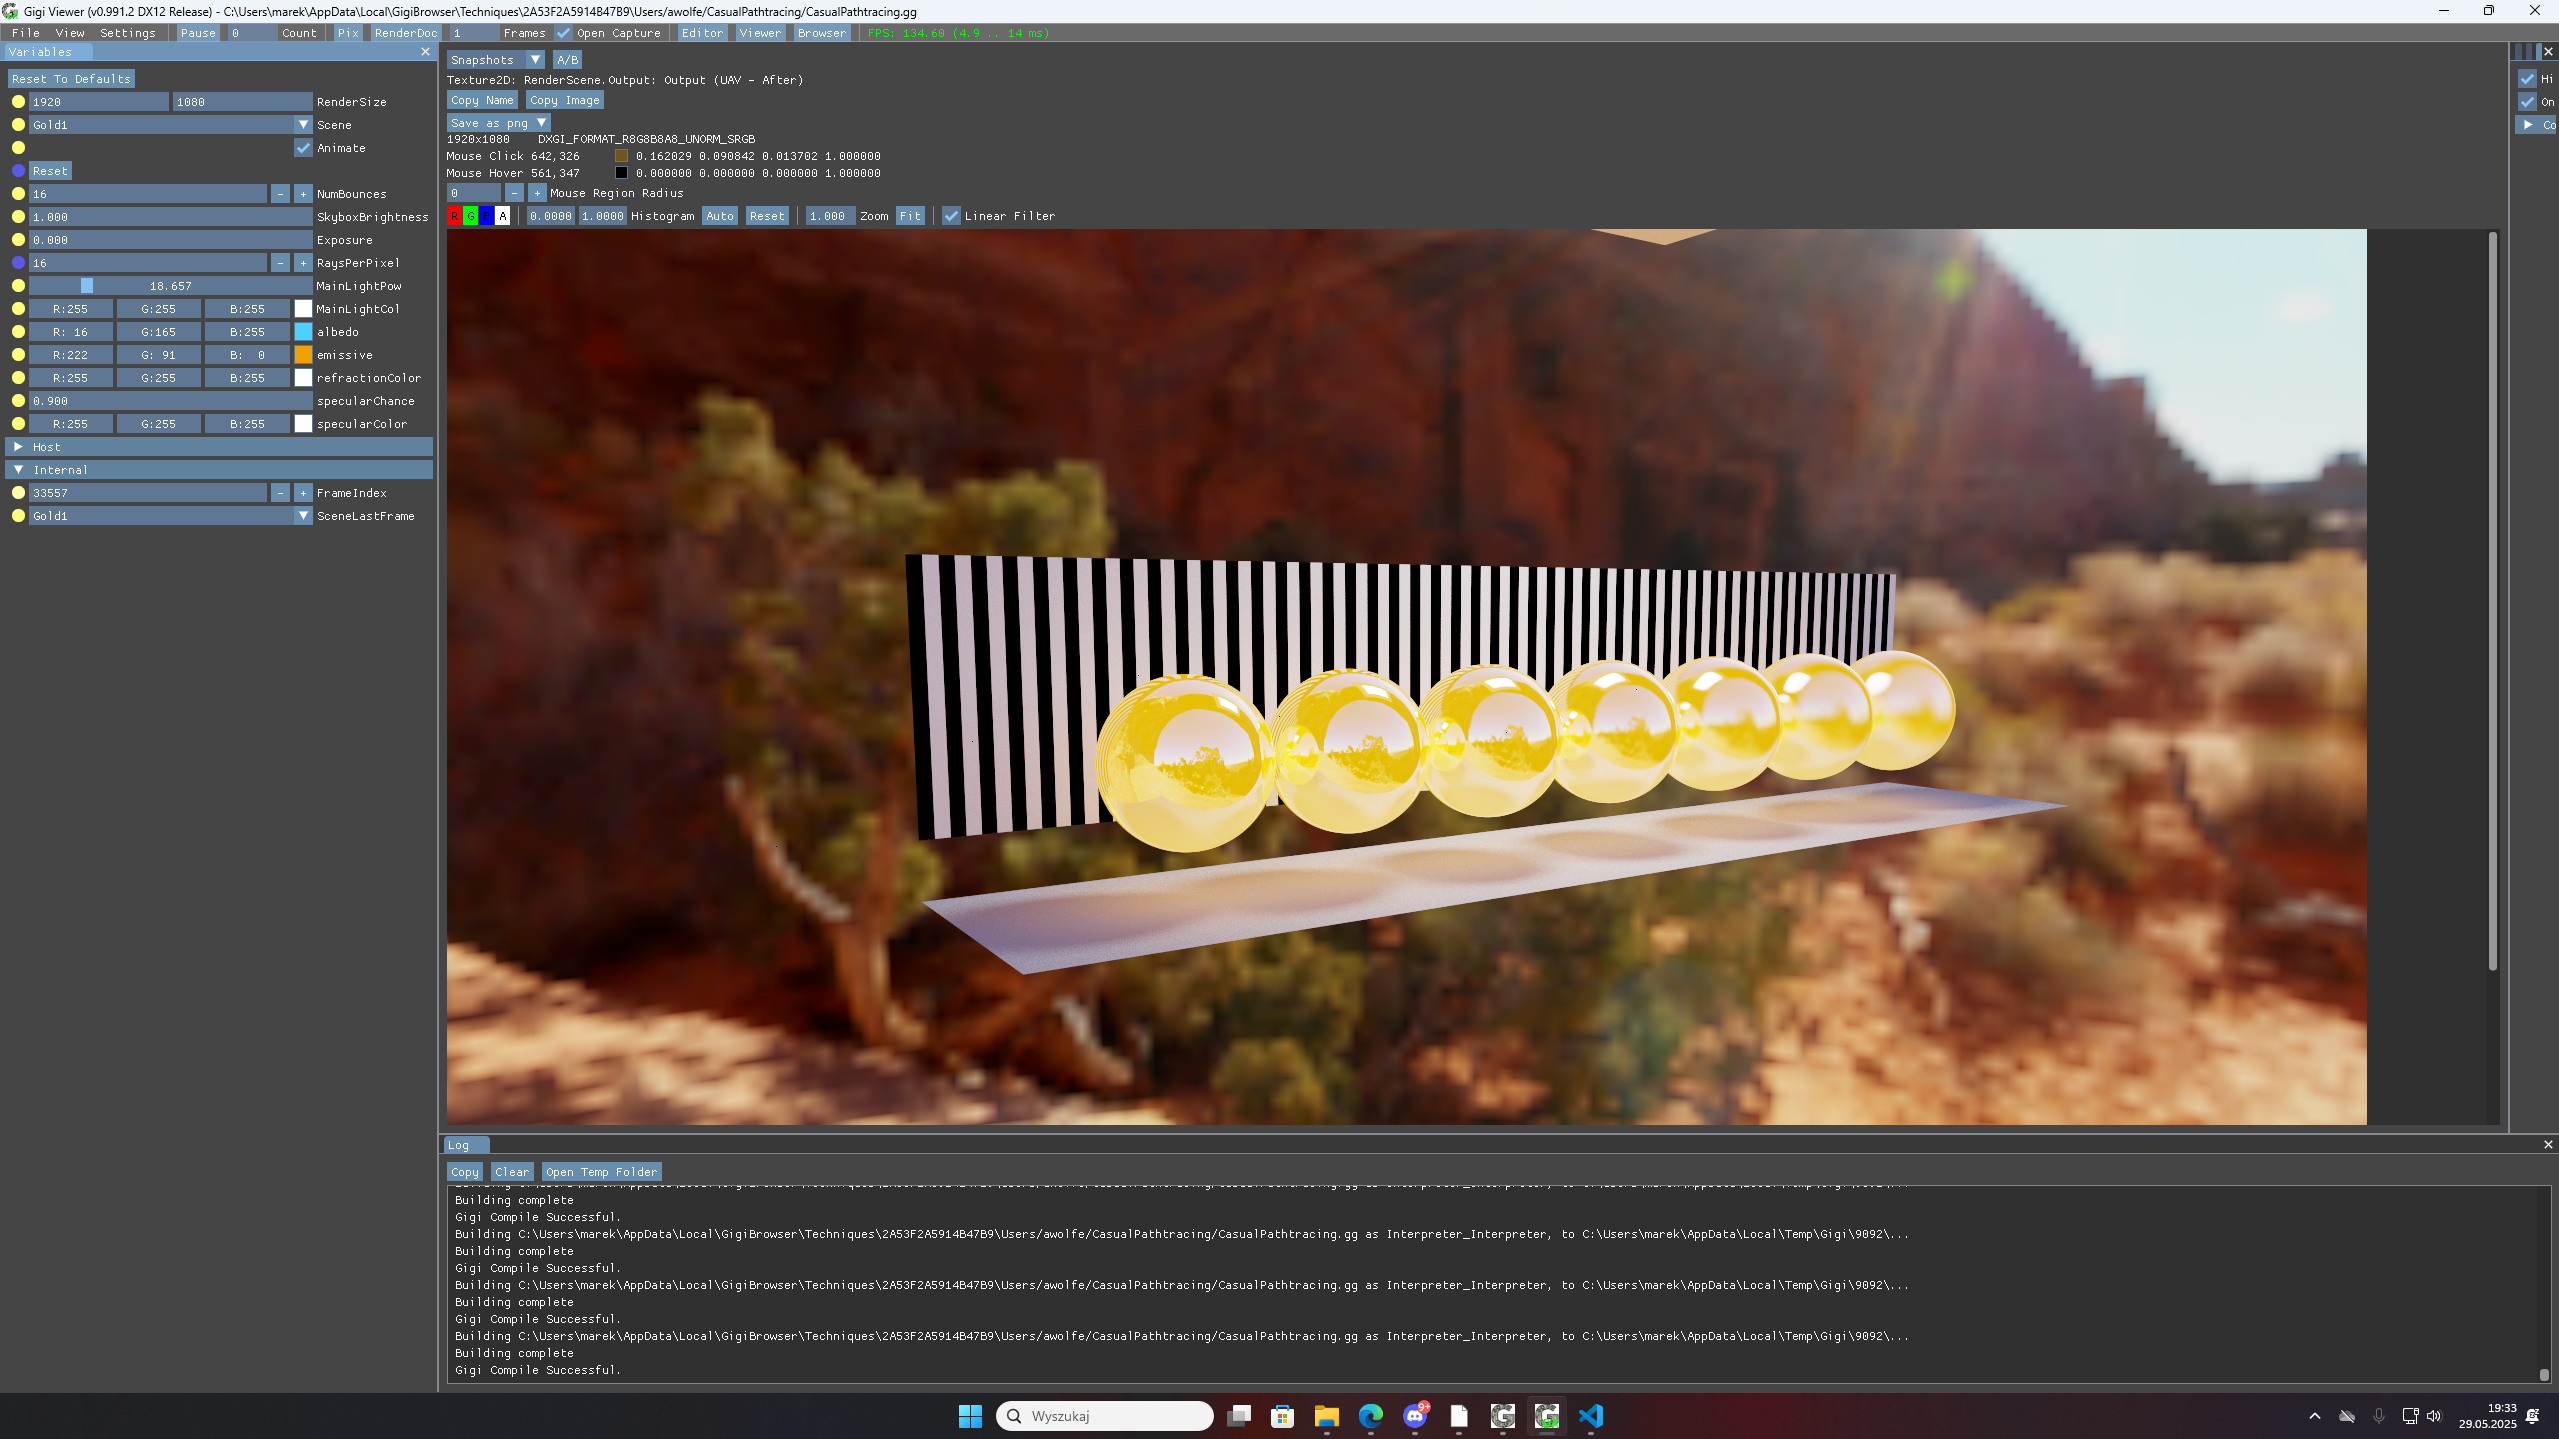 Gigi Viewer (v0.991.2 DX12 Release) - C:\Users\marek\AppData\Local\GigiBrowser\Techniques\2A53F2A5914B47B9\Users/awolfe/CasualPathtracing/CasualPathtracing.gg
File View Settings Pause 0 Count Pix RenderDoc 1 Frames Open Capture Editor Viewer Browser FPS: 134.60 (4.9 .. 14 ms)
Variables
Reset To Defaults
1920 1080 RenderSize
Gold1 Scene
Animate
Reset
16 - + NumBounces
1.000 SkyboxBrightness
0.000 Exposure
16 - + RaysPerPixel
18.657 MainLightPow
R:255 G:255 B:255 MainLightCol
R: 16 G:165 B:255 albedo
R:222 G: 91 B: 0 emissive
R:255 G:255 B:255 refractionColor
0.900 specularChance
R:255 G:255 B:255 specularColor
Host
Internal
33557 - + FrameIndex
Gold1 SceneLastFrame
Snapshots A/B
Texture2D: RenderScene.Output: Output (UAV - After)
Copy Name Copy Image
Save as png
1920x1080 DXGI_FORMAT_R8G8B8A8_UNORM_SRGB
Mouse Click 642,326 0.162029 0.090842 0.013702 1.000000
Mouse Hover 561,347 0.000000 0.000000 0.000000 1.000000
0 - + Mouse Region Radius
R G B A 0.0000 1.0000 Histogram Auto Reset 1.000 Zoom Fit Linear Filter
Hi
On
Co
Log
Copy Clear Open Temp Folder
Building complete
Gigi Compile Successful.
Building C:\Users\marek\AppData\Local\GigiBrowser\Techniques\2A53F2A5914B47B9\Users/awolfe/CasualPathtracing/CasualPathtracing.gg as Interpreter_Interpreter, to C:\Users\marek\AppData\Local\Temp\Gigi\9092\...
Building complete
Gigi Compile Successful.
Building C:\Users\marek\AppData\Local\GigiBrowser\Techniques\2A53F2A5914B47B9\Users/awolfe/CasualPathtracing/CasualPathtracing.gg as Interpreter_Interpreter, to C:\Users\marek\AppData\Local\Temp\Gigi\9092\...
Building complete
Gigi Compile Successful.
Building C:\Users\marek\AppData\Local\GigiBrowser\Techniques\2A53F2A5914B47B9\Users/awolfe/CasualPathtracing/CasualPathtracing.gg as Interpreter_Interpreter, to C:\Users\marek\AppData\Local\Temp\Gigi\9092\...
Building complete
Gigi Compile Successful.
Wyszukaj
9+
19:33
29.05.2025